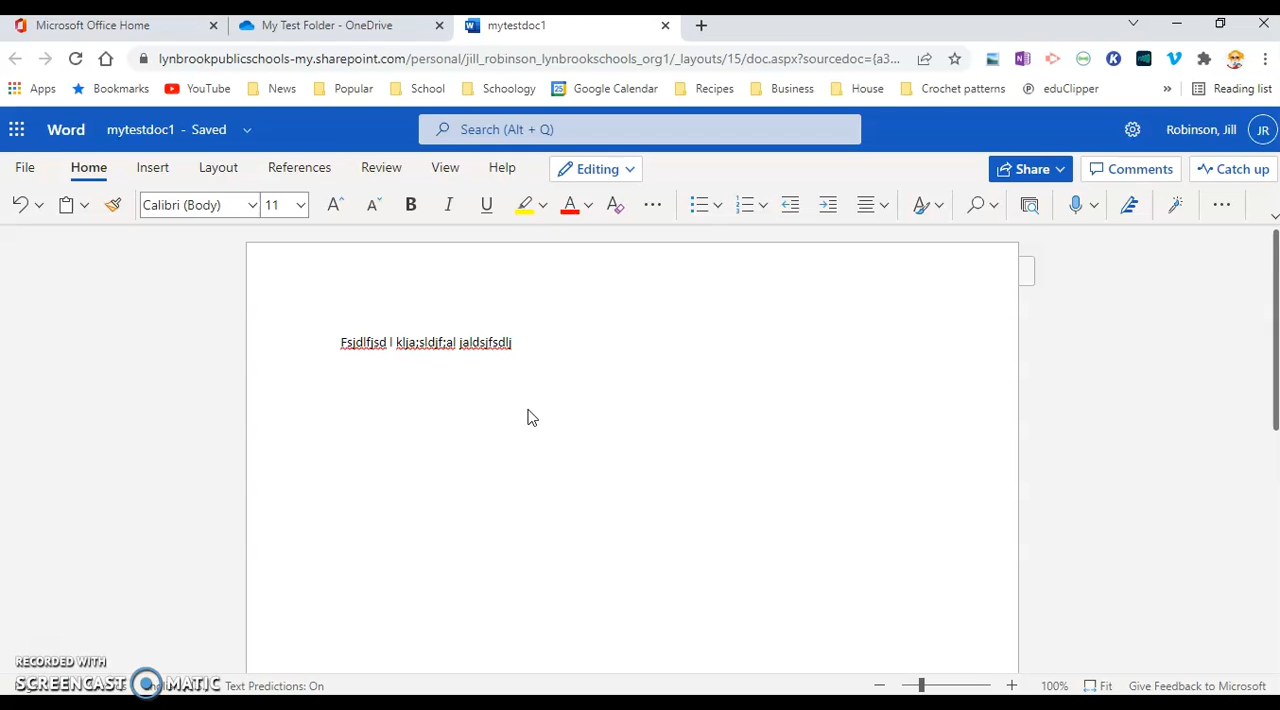 Microsoft Office Home My Test Folder - OneDrive mytestdoc1
lynbrookpublicschools-my.sharepoint.com/personal/jill_robinson_lynbrookschools_org1/_layouts/15/doc.aspx?sourcedoc={a3...
Apps Bookmarks YouTube News Popular School Schoology Google Calendar Recipes Business House Crochet patterns eduClipper » Reading list
Word mytestdoc1 - Saved Search (Alt + Q) Robinson, Jill JR
File Home Insert Layout References Review View Help Editing Share Comments Catch up
Calibri (Body) 11 B I U
Fsjdlfjsd l klja;sldjf;al jaldsjfsdlj
RECORDED WITH
SCREENCAST MATIC Text Predictions: On 100% Fit Give Feedback to Microsoft